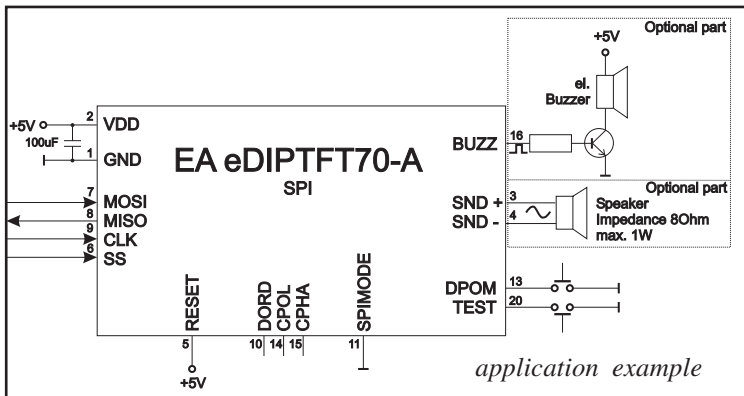 Optional part
+5V
el.
Buzzer
2
+5V
VDD
100uF
1
GND
EA eDIPTFT70-A
SPI
BUZZ
16
Optional part
7
MOSI
8
MISO
9
CLK
6
SS
SND +
3
SND -
4
Speaker
Impedance 8Ohm
max. 1W
DPOM
13
TEST
20
RESET
DORD
CPOL
CPHA
SPIMODE
5
10
14
15
11
+5V
application example